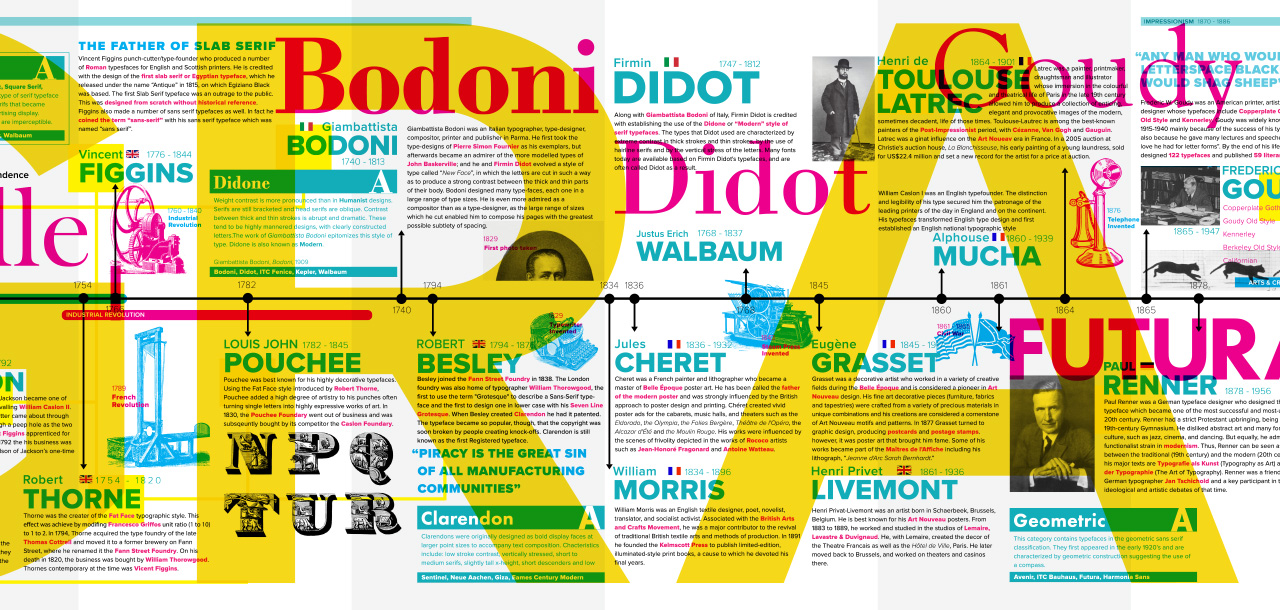 , Square Serif,
type of serif typeface
that became
rtising display.
are imperceptible.
, Walbaum
ndence
lle
THE FATHER OF SLAB SERIF
Vincent Figgins punch-cutter/type-founder who produced a number
of Roman typesfaces for English and Scottish printers. He is credited
with the design of the first slab serif or Egyptian typeface, which he
released under the name "Antique" in 1815, on which Egiziano Black
was based. The first Slab Serif typeface was an outrage to the public.
This was designed from scratch without historical reference.
Figgins also made a number of sans serif typefaces as well. In fact he
coined the term "sans-serif" with his sans serif typeface which was
named "sans serif".
Vincent 1776 - 1844
FIGGINS
1760 - 1840
Industrial
Revolution
Bodoni
Giambattista
BODONI
1740 - 1813
Didone A
Weight contrast is more pronounced than in Humanist designs.
Serifs are still bracketed and head serifs are oblique. Contrast
between thick and thin strokes is abrupt and dramatic. These
tend to be highly mannered designs, with clearly constructed
letters.The work of Giambattista Bodoni epitomizes this style of
type. Didone is also known as Modern.
Giambattista Bodoni, Bodoni, 1909
Bodoni, Didot, ITC Fenice, Kepler, Walbaum
Giambattista Bodoni was an Italian typographer, type-designer,
compositor, printer and publisher in Parma. He first took the
type-designs of Pierre Simon Fournier as his exemplars, but
afterwards became an admirer of the more modelled types of
John Baskerville; and he and Firmin Didot evolved a style of
type called "New Face", in which the letters are cut in such a way
as to produce a strong contrast between the thick and thin parts
of their body. Bodoni designed many type-faces, each one in a
large range of type sizes. He is even more admired as a
compositor than as a type-designer, as the large range of sizes
which he cut enabled him to compose his pages with the greatest
possible subtlety of spacing.
1829
First photo taken
Firmin 1747 - 1812
DIDOT
Along with Giambattista Bodoni of Italy, Firmin Didot is credited
with establishing the use of the Didone or "Modern" style of
serif typefaces. The types that Didot used are characterized by
extreme contrast in thick strokes and thin strokes, by the use of
hairline serifs and by the vertical stress of the letters. Many fonts
today are available based on Firmin Didot's typefaces, and are
often called Didot as a result.
Didot
Justus Erich 1768 - 1837
WALBAUM
Henri de 1864 - 1901
TOULOUSE
LATREC
Latrec was a painter, printmaker,
draughtsman and illustrator
whose immersion in the colourful
and theatrical life of Paris in the late 19th century
allowed him to produce a collection of enticing,
elegant and provocative images of the modern,
sometimes decadent, life of those times. Toulouse-Lautrec is among the best-known
painters of the Post-Impressionist period, with Cézanne, Van Gogh and Gauguin.
Latrec was a great influence on the Art Nouveau era in France. In a 2005 auction at
Christie's auction house, La Blanchisseuse, his early painting of a young laundress, sold
for US$22.4 million and set a new record for the artist for a price at auction.
Goudy
William Caslon I was an English typefounder. The distinction
and legibility of his type secured him the patronage of the
leading printers of the day in England and on the continent.
His typefaces transformed English type design and first
established an English national typographic style
Alphouse 1860 - 1939
MUCHA
1876
Telephone
Invented
IMPRESSIONISM 1870 - 1886
"ANY MAN WHO WOULD
LETTERSPACE BLACK
WOULD SHAG SHEEP"
Frederic W. Goudy was an American printer, artist
designer whose typefaces include Copperplate G
Old Style and Kennerley. Goudy was widely know
1915-1940 mainly because of the success of his ty
also because he gave many lectures and speeche
love he had for letter forms". By the end of his life
designed 122 typefaces and published 59 literar
FREDERIC
GOU
Copperplate Goth
Goudy Old Style
Kennerley
Berkeley Old Style
Californian
1865 - 1947
ARTS & CR
1754
1782
1794
1834
1836
1845
1861
1878
1740
1768
1860
1864
1865
INDUSTRIAL REVOLUTION
792
ON
Jackson became one of
valling William Caslon II.
tter came about through
gh a peep hole as the two
t Figgins apprenticed for
1792 the his business was
lson of Jackson's one-time
1789
French
Revolution
Robert 1754 - 1820
THORNE
Thorne was the creator of the Fat Face typographic style. This
effect was achieve by modifing Francesco Griffos unit ratio (1 to 10)
to 1 to 2. In 1794, Thorne acquired the type foundry of the late
Thomas Cottrell and moved it to a former brewery on Fann
Street, where he renamed it the Fann Street Foundry. On his
death in 1820, the business was bought by William Thorowgood.
Thornes contemporary at the time was Vicent Figgins.
LOUIS JOHN 1782 - 1845
POUCHEE
Pouchee was best known for his highly decorative typefaces.
Using the Fat Face style introduced by Robert Thorne.
Pouchee added a high degree of artistry to his punches often
turning single letters into highly expressive works of art. In
1830, the Pouchee Foundry went out of business and was
subsequently bought by its competitor the Caslon Foundry.
NPQ
TUR
ROBERT 1794 - 187
BESLEY
1829
Typewriter
Invented
Besley joined the Fann Street Foundry in 1838. The London
foundry was also home of typographer William Thorowgood, the
first to use the term "Grotesque" to describe a Sans-Serif type-
face and the first to design one in lower case with his Seven Line
Grotesque. When Besley created Clarendon he had it patented.
The typeface became so popular, though, that the copyright was
soon broken by people creating knock-offs. Clarendon is still
known as the first Registered typeface.
"PIRACY IS THE GREAT SIN
OF ALL MANUFACTURING
COMMUNITIES"
Clarendon A
Clarendons were originally designed as bold display faces at
larger point sizes to accompany text composition. Chacteristics
include: low stroke contrast, vertically stressed, short to
medium serifs, slightly tall x-height, short descenders and low
Sentinel, Neue Aachen, Giza, Eames Century Modern
Jules 1836 - 1932
CHERET
Steam Press
Invented
Cheret was a French painter and lithographer who became a
master of Belle Époque poster art. He has been called the father
of the modern poster and was strongly influenced by the British
approach to poster design and printing. Chéret created vivid
poster ads for the cabarets, music halls, and theaters such as the
Eldorado, the Olympia, the Folies Bergère, Théâtre de l'Opéra, the
Alcazar d'Été and the Moulin Rouge. His works were influenced by
the scenes of frivolity depicted in the works of Rococo artists
such as Jean-Honoré Fragonard and Antoine Watteau.
William 1834 - 1896
MORRIS
William Morris was an English textile designer, poet, novelist,
translator, and socialist activist. Associated with the British Arts
and Crafts Movement, he was a major contributor to the revival
of traditional British textile arts and methods of production. In 1891
he founded the Kelmscott Press to publish limited-edition,
illuminated-style print books, a cause to which he devoted his
final years.
Eugène 1845 - 19
GRASSET
1861 - 1865
Civil War
Grasset was a decorative artist who worked in a variety of creative
fields during the Belle Époque and is considered a pioneer in Art
Nouveau design. His fine art decorative pieces (furniture, fabrics
and tapestries) were crafted from a variety of precious materials in
unique combinations and his creations are considered a cornerstone
of Art Nouveau motifs and patterns. In 1877 Grasset turned to
graphic design, producing postcards and postage stamps,
however, it was poster art that brought him fame. Some of his
works became part of the Maîtres de l'Affiche including his
lithograph, "Jeanne d'Arc Sarah Bernhardt."
Henri Privet 1861 - 1936
LIVEMONT
Henri Privat-Livemont was an artist born in Schaerbeek, Brussels,
Belgium. He is best known for his Art Nouveau posters. From
1883 to 1889, he worked and studied in the studios of Lemaire,
Lavastre & Duvignaud. He, with Lemaire, created the decor of
the Theatre Francais as well as the Hôtel de Ville, Paris. He later
moved back to Brussels, and worked on theaters and casinos
there.
FUTURA
PAUL
RENNER 1878 - 1956
Paul Renner was a German typeface designer who designed th
typeface which became one of the most successful and most-
20th century, Renner had a strict Protestant upbringing, being
19th-century Gymnasium. He disliked abstract art and many fo
culture, such as jazz, cinema, and dancing. But equally, he adm
functionalist strain in modernism. Thus, Renner can be seen a
between the traditional (19th century) and the modern (20th ce
his major texts are Typografie als Kunst (Typography as Art) a
der Typographie (The Art of Typography). Renner was a friend
German typographer Jan Tschichold and a key participant in t
ideological and artistic debates of that time.
Geometric A
This category contains typefaces in the geometric sans serif
classification. They first appeared in the early 1920's and are
characterized by geometric construction suggesting the use of
a compass.
Avenir, ITC Bauhaus, Futura, Harmonia Sans